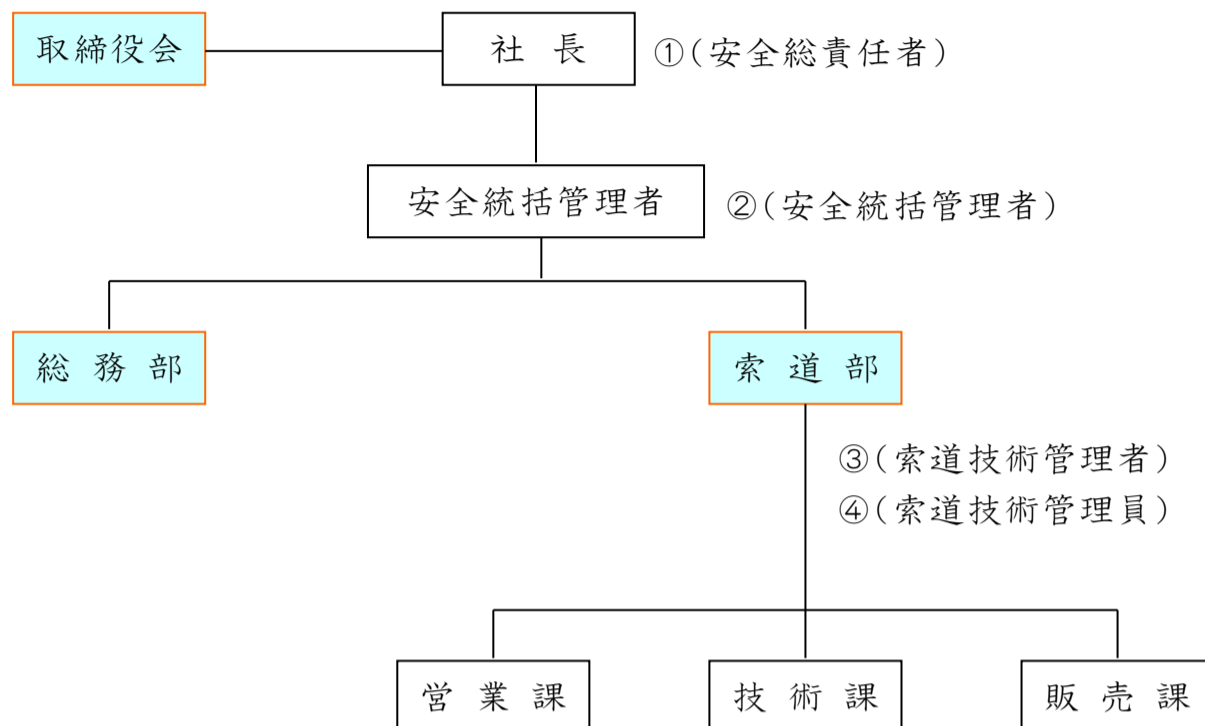 取締役会
社長
①(安全総責任者)
安全統括管理者
②(安全統括管理者)
総務部
索道部
③(索道技術管理者)
④(索道技術管理員)
営業課
技術課
販売課